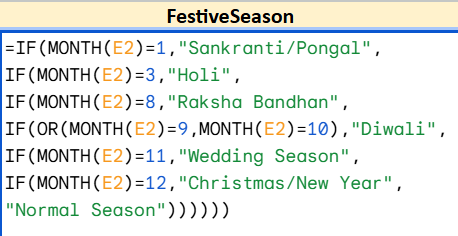 FestiveSeason
=IF(MONTH(E2)=1,"Sankranti/Pongal",
IF(MONTH(E2)=3,"Holi",
IF(MONTH(E2)=8,"Raksha Bandhan",
IF(OR(MONTH(E2)=9,MONTH(E2)=10),"Diwali",
IF(MONTH(E2)=11,"Wedding Season",
IF(MONTH(E2)=12,"Christmas/New Year",
"Normal Season"))))))